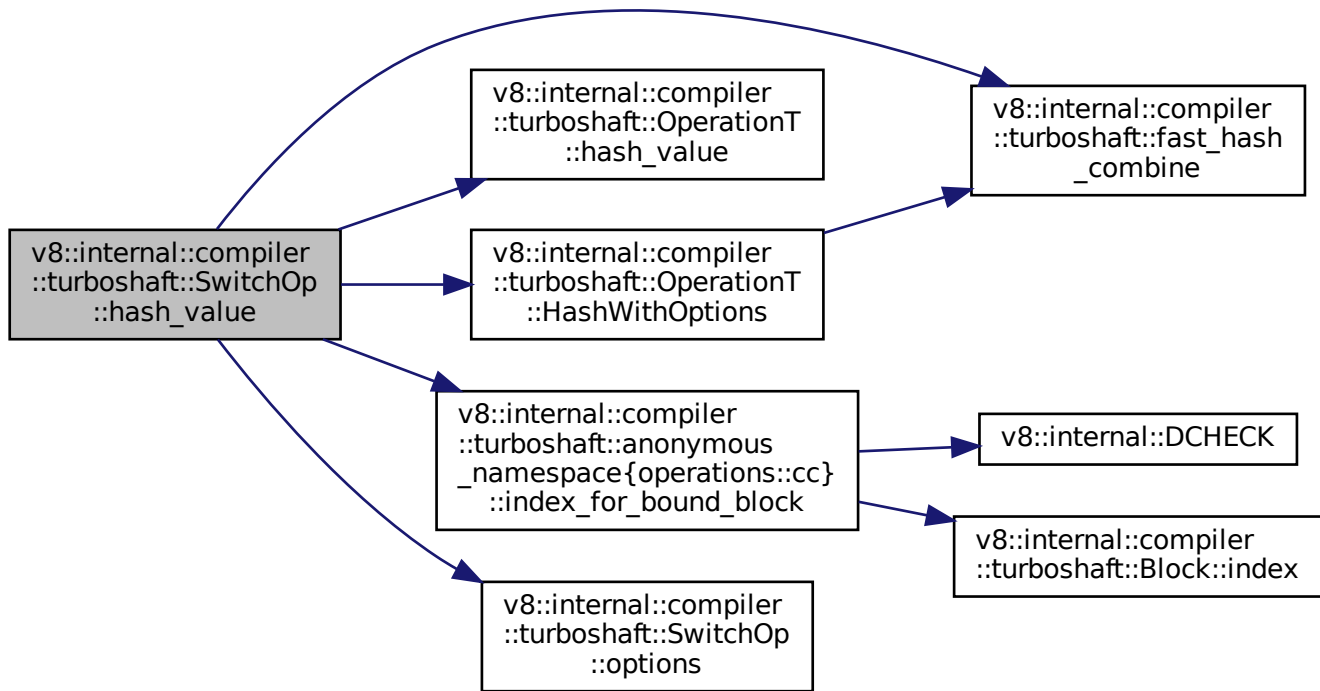 v8::internal::compiler
::turboshaft::SwitchOp
::hash_value
v8::internal::compiler
::turboshaft::OperationT
::hash_value
v8::internal::compiler
::turboshaft::OperationT
::HashWithOptions
v8::internal::compiler
::turboshaft::anonymous
_namespace{operations::cc}
::index_for_bound_block
v8::internal::compiler
::turboshaft::SwitchOp
::options
v8::internal::compiler
::turboshaft::fast_hash
_combine
v8::internal::DCHECK
v8::internal::compiler
::turboshaft::Block::index